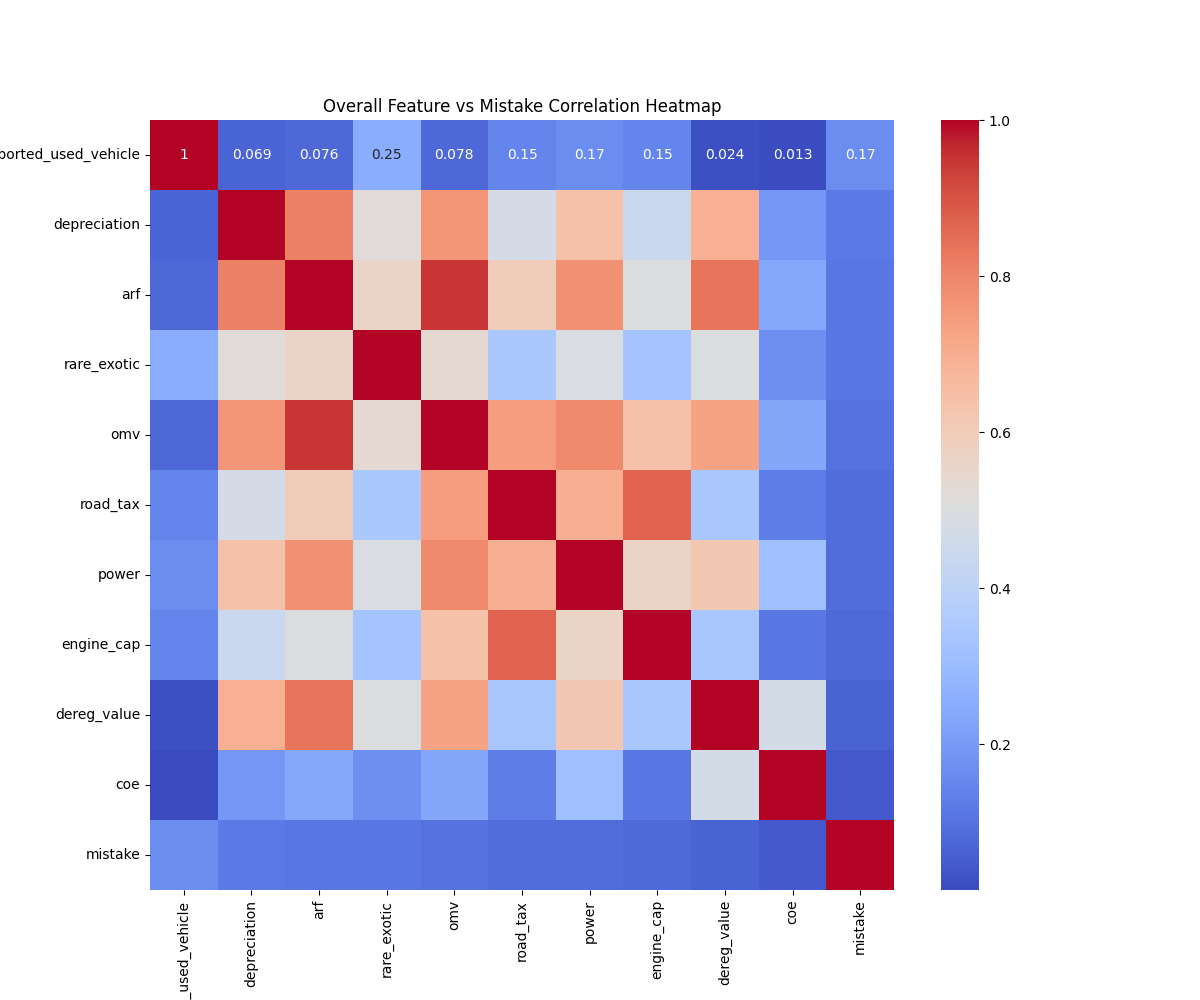 Overall Feature vs Mistake Correlation Heatmap
ported_used_vehicle 1 0.069 0.076 0.25 0.078 0.15 0.17 0.15 0.024 0.013 0.17
depreciation
arf
rare_exotic
omv
road_tax
power
engine_cap
dereg_value
coe
mistake
_used_vehicle depreciation arf rare_exotic omv road_tax power engine_cap dereg_value coe mistake
1.0
0.8
0.6
0.4
0.2